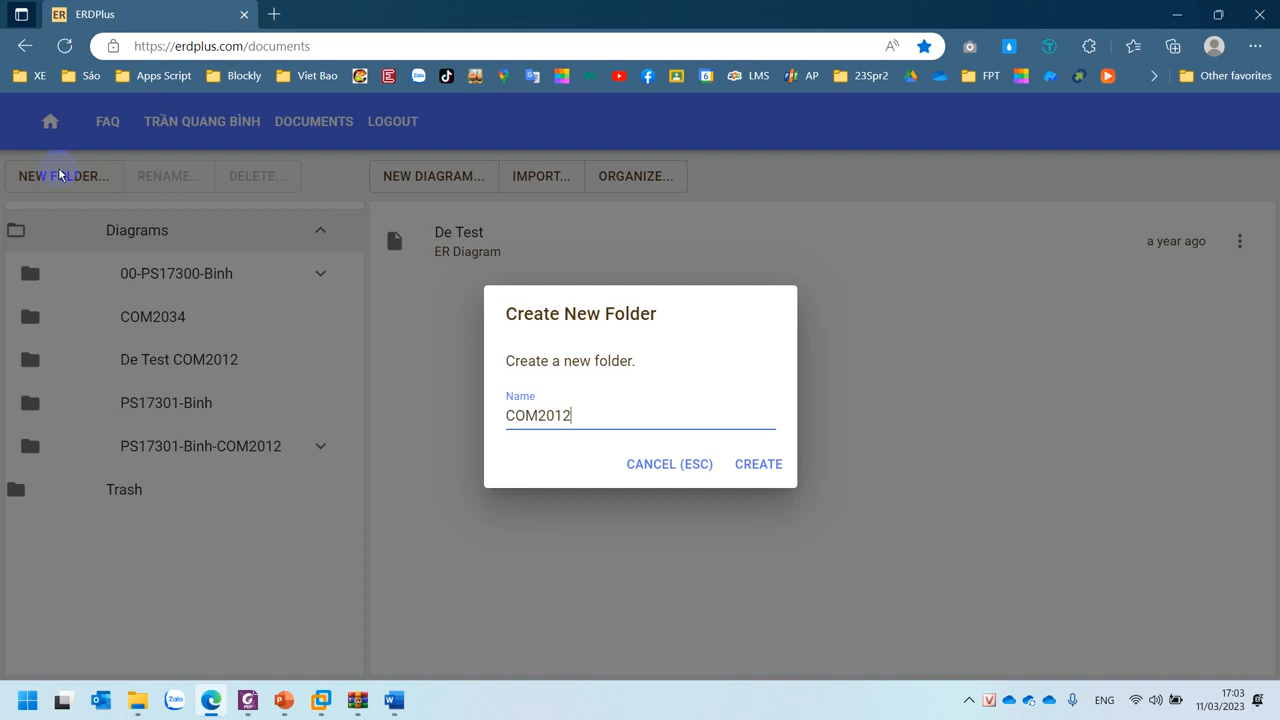 ERDPlus
https://erdplus.com/documents
XE
Sáo
Apps Script
Blockly
Viet Bao
LMS
AP
23Spr2
FPT
Other favorites
FAQ
TRẦN QUANG BÌNH
DOCUMENTS
LOGOUT
NEW FOLDER...
RENAME...
DELETE...
NEW DIAGRAM...
IMPORT...
ORGANIZE...
Diagrams
00-PS17300-Binh
COM2034
De Test COM2012
PS17301-Binh
PS17301-Binh-COM2012
Trash
De Test
ER Diagram
a year ago
Create New Folder
Create a new folder.
Name
COM2012
CANCEL (ESC)
CREATE
ENG
17:03
11/03/2023